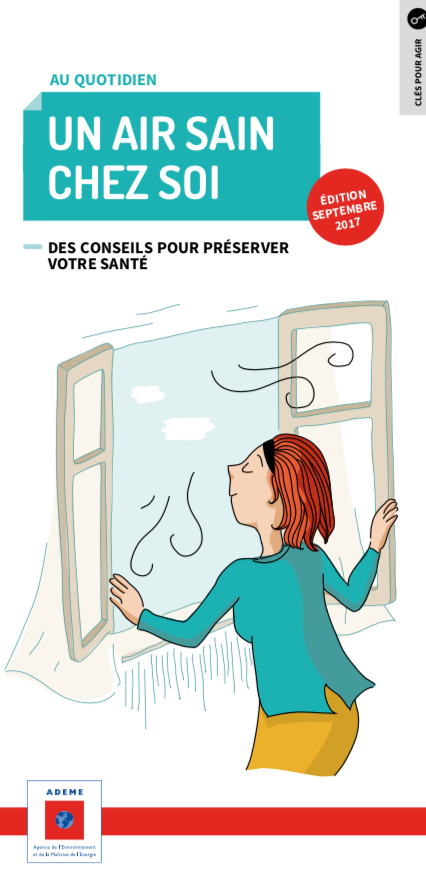 CLÉS POUR AGIR
AU QUOTIDIEN
UN AIR SAIN
CHEZ SOI
ÉDITION
SEPTEMBRE
2017
DES CONSEILS POUR PRÉSERVER
VOTRE SANTÉ
ADEME
Agence de l'Environnement
et de la Maîtrise de l'Energie